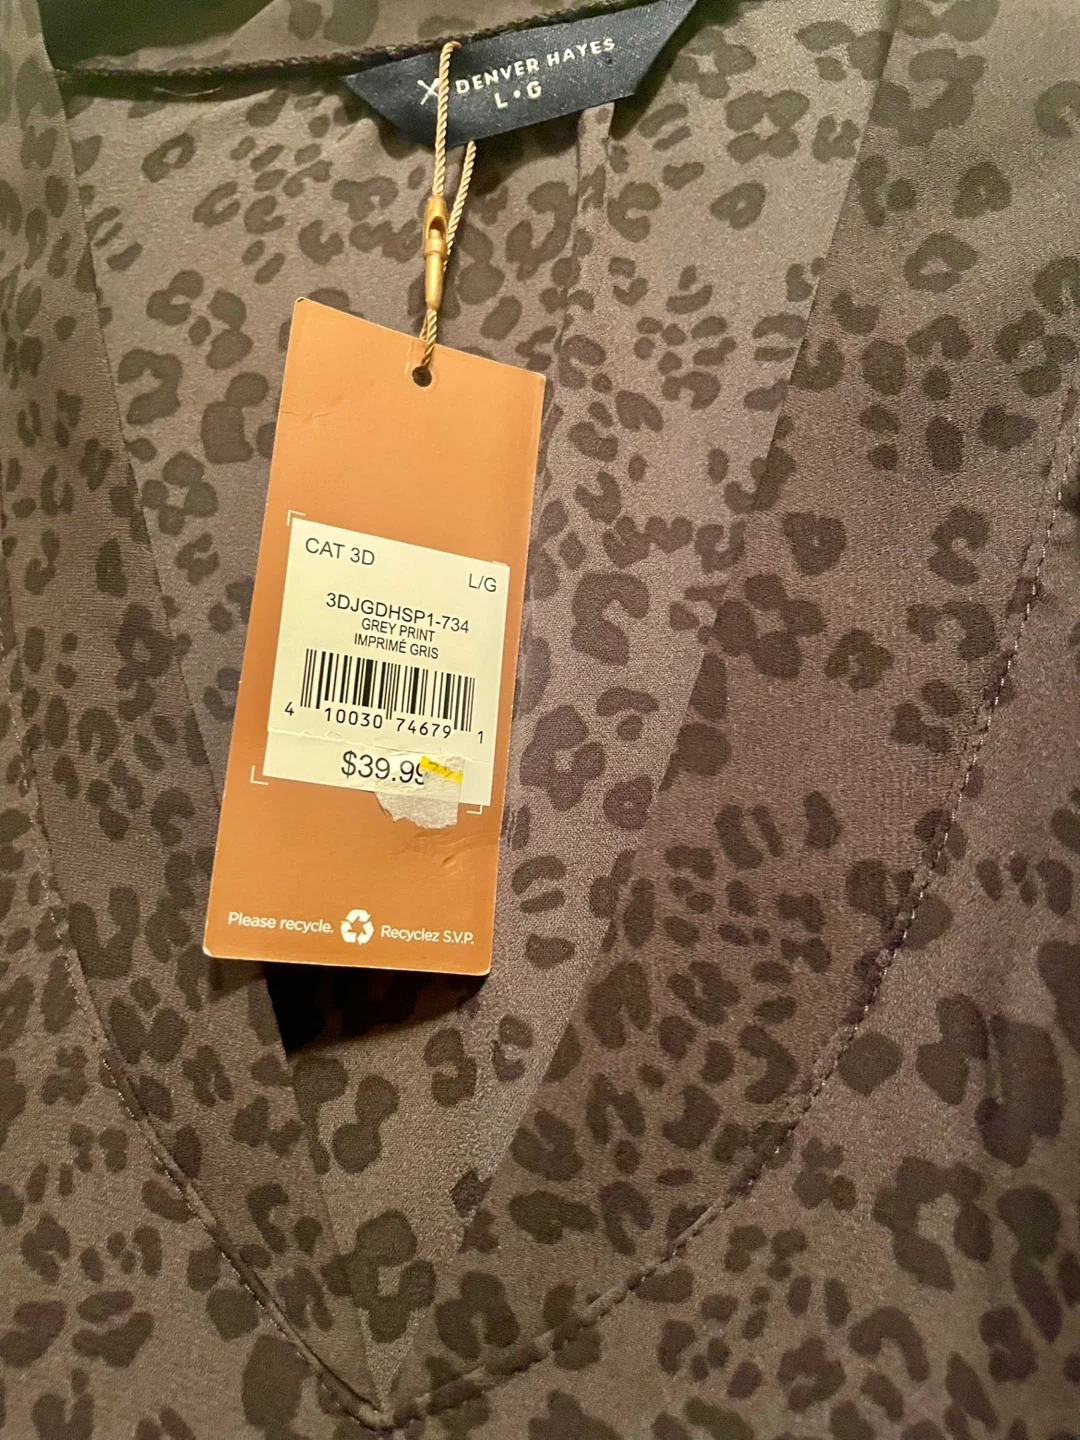 DENVER HAYES
L • G
CAT 3D
L/G
3DJGDHSP1-734
GREY PRINT
IMPRIMÉ GRIS
4 10030 74679 1
$39.99
Please recycle. Recyclez S.V.P.